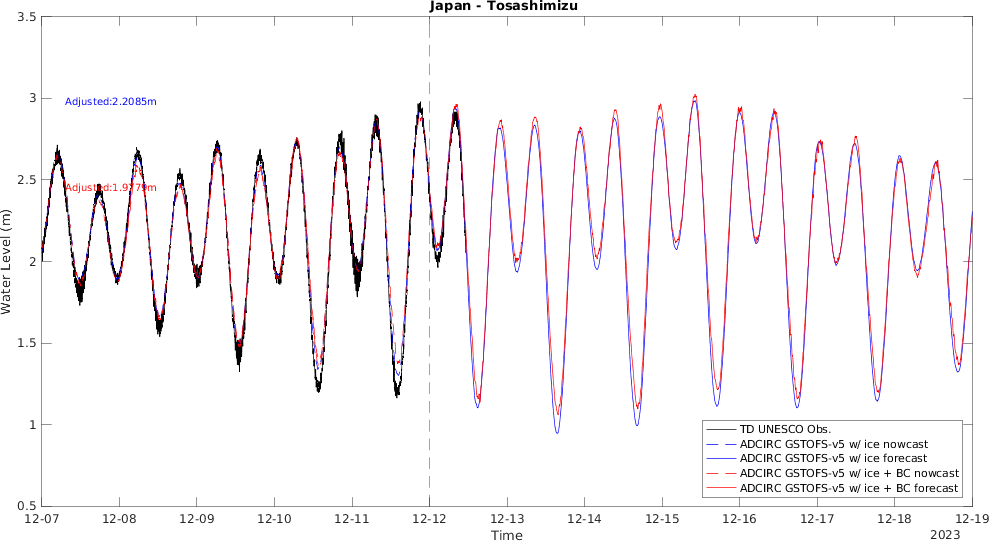 Japan - Tosashimizu
Water Level (m)
3.5
3
2.5
2
1.5
1
0.5
Adjusted:2.2085m
TD UNESCO Obs.
ADCIRC GSTOFS-v5 w/ ice nowcast
ADCIRC GSTOFS-v5 w/ ice forecast
ADCIRC GSTOFS-v5 w/ ice + BC nowcast
ADCIRC GSTOFS-v5 w/ ice + BC forecast
12-07 12-08 12-09 12-10 12-11 12-12 12-13 12-14 12-15 12-16 12-17 12-18 12-19
Time
2023